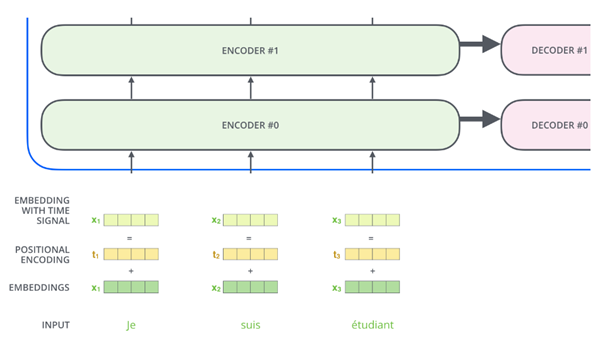 ENCODER #1
DECODER #1
ENCODER #0
DECODER #0
EMBEDDING
WITH TIME
SIGNAL
x1
x2
x3
= = =
POSITIONAL
ENCODING
t1
t2
t3
+ + +
EMBEDDINGS
x1
x2
x3
INPUT
Je
suis
étudiant